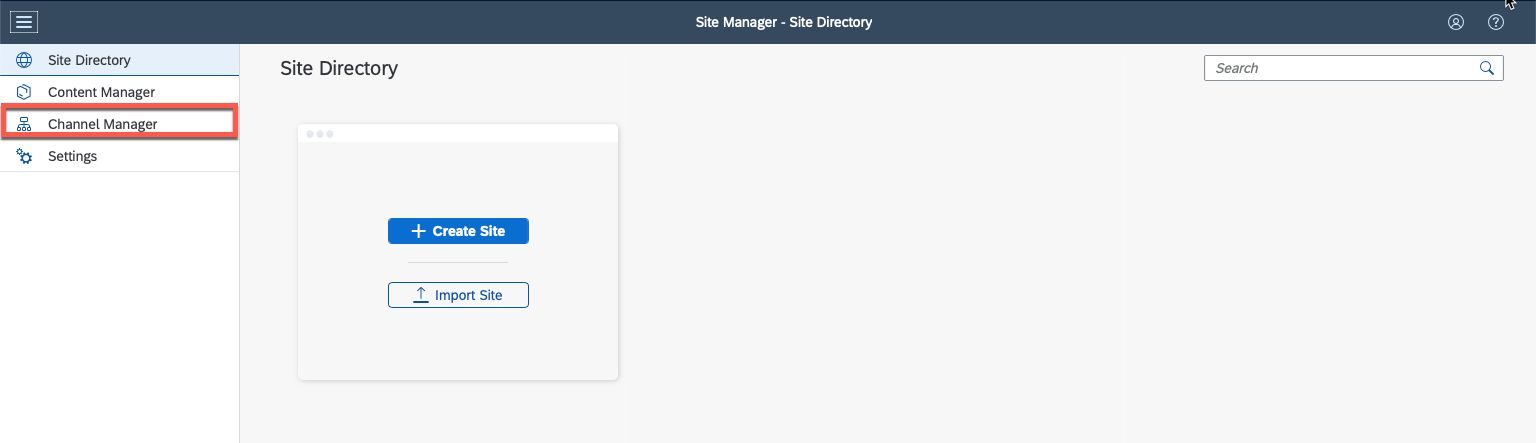 Site Manager - Site Directory
Site Directory
Content Manager
Channel Manager
Settings
Site Directory
Search
Create Site
Import Site